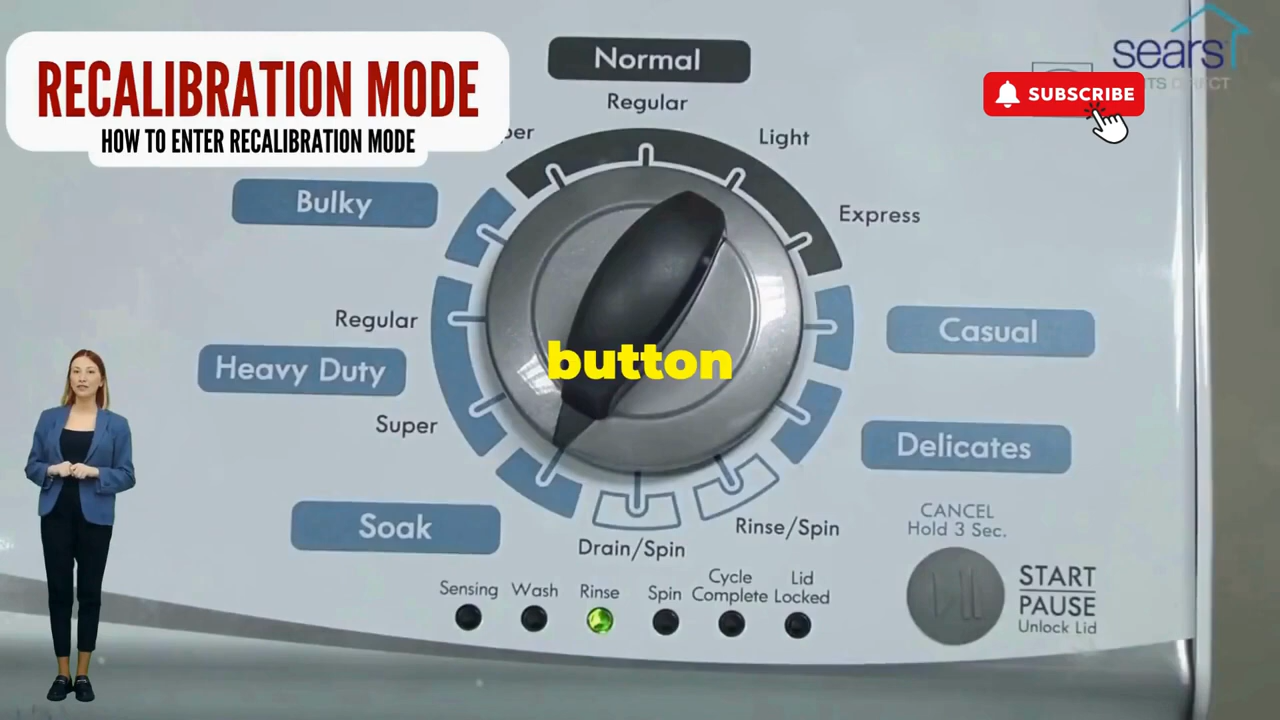 RECALIBRATION MODE
HOW TO ENTER RECALIBRATION MODE
sears
DIRECT
SUBSCRIBE
Normal
Regular
Light
Express
Bulky
Regular
Heavy Duty
Super
Soak
button
Casual
Delicates
Drain/Spin
Rinse/Spin
CANCEL
Hold 3 Sec.
START
PAUSE
Unlock Lid
Sensing
Wash
Rinse
Spin
Cycle
Complete
Lid
Locked